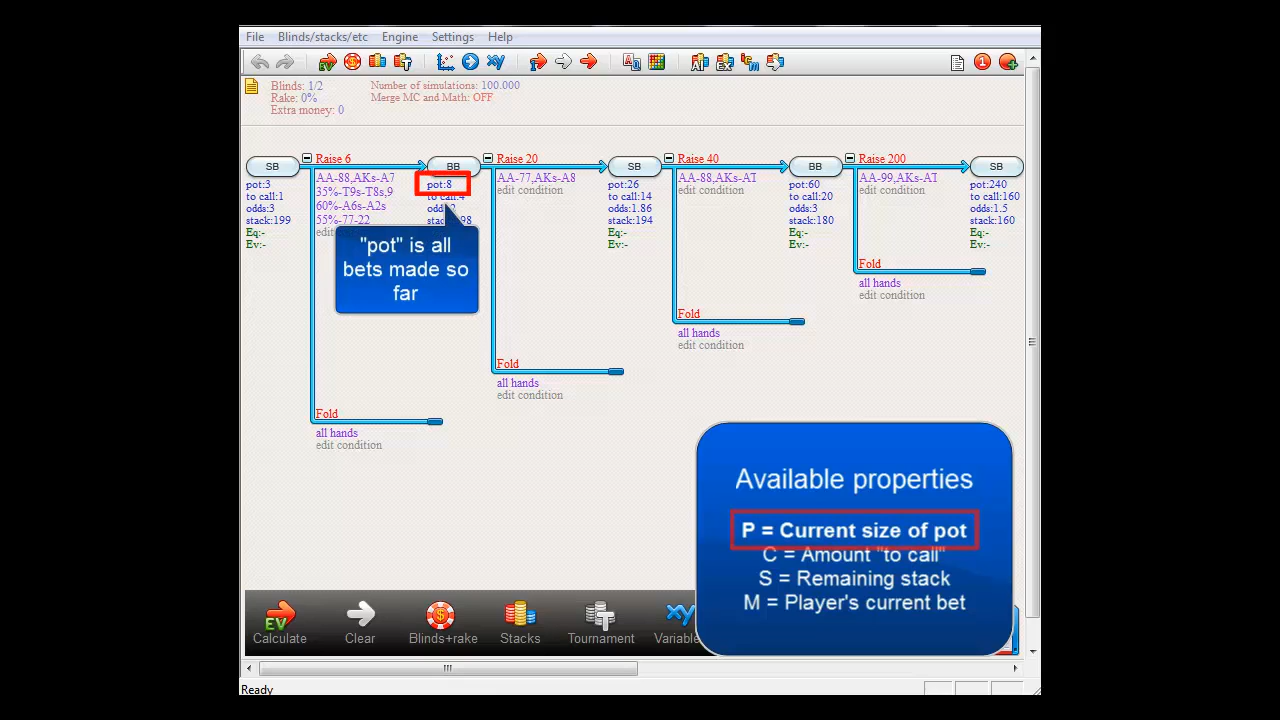 File Blinds/stacks/etc Engine Settings Help
Blinds: 1/2
Rake: 0%
Extra money: 0
Number of simulations: 100.000
Merge MC and Math: OFF
SB
pot:3
to call:1
odds:3
stack:199
Eq:-
Ev:-
Raise 6
AA-88,AKs-A7
35%-T9s-T8s,9
60%-A6s-A2s
55%-77-22
Fold
all hands
edit condition
BB
pot:8
to call:4
"pot" is all
bets made so
far
Raise 20
AA-77,AKs-A8
edit condition
Fold
all hands
edit condition
SB
pot:26
to call:14
odds:1.86
stack:194
Eq:-
Ev:-
Raise 40
AA-88,AKs-AT
edit condition
Fold
all hands
edit condition
BB
pot:60
to call:20
odds:3
stack:180
Eq:-
Ev:-
Raise 200
AA-99,AKs-AT
edit condition
Fold
all hands
edit condition
SB
pot:240
to call:160
odds:1.5
stack:160
Eq:-
Ev:-
Available properties
P = Current size of pot
C = Amount "to call"
S = Remaining stack
M = Player's current bet
EV
Calculate Clear Blinds+rake Stacks Tournament Variable
Ready